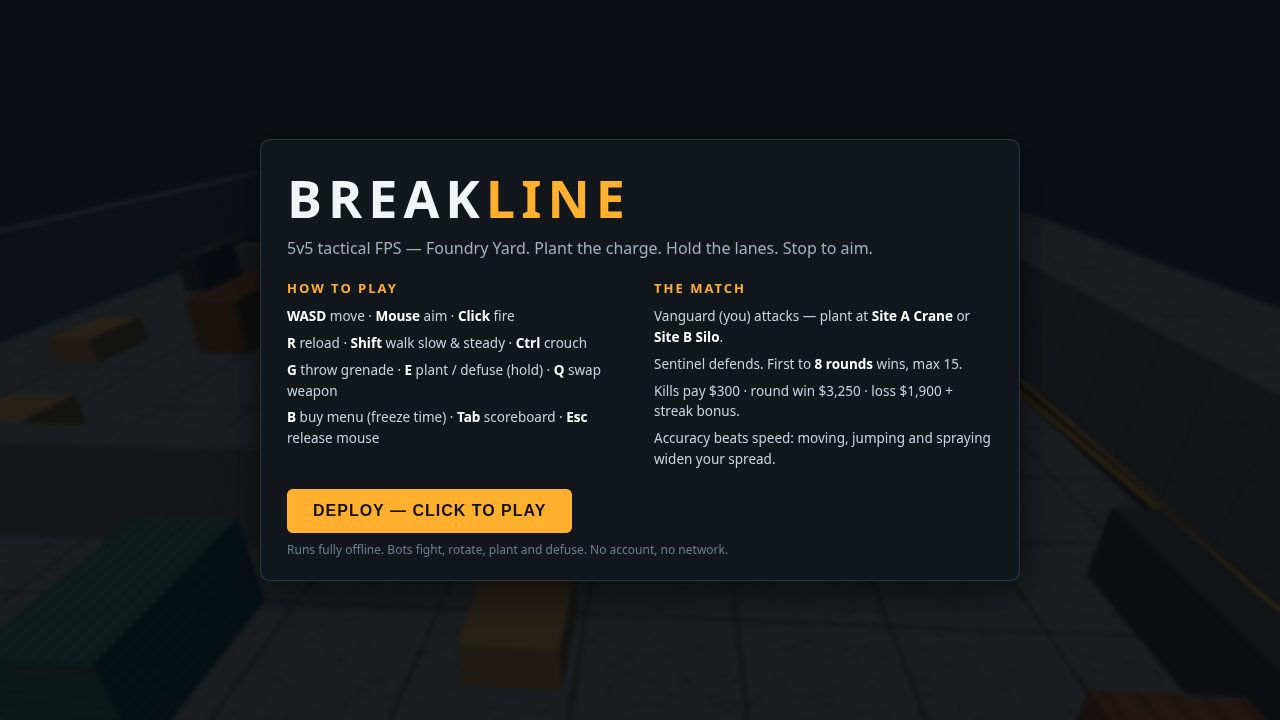 BREAKLINE
5v5 tactical FPS — Foundry Yard. Plant the charge. Hold the lanes. Stop to aim.
HOW TO PLAY
WASD move · Mouse aim · Click fire
R reload · Shift walk slow & steady · Ctrl crouch
G throw grenade · E plant / defuse (hold) · Q swap
weapon
B buy menu (freeze time) · Tab scoreboard · Esc
release mouse
THE MATCH
Vanguard (you) attacks — plant at Site A Crane or
Site B Silo.
Sentinel defends. First to 8 rounds wins, max 15.
Kills pay $300 · round win $3,250 · loss $1,900 +
streak bonus.
Accuracy beats speed: moving, jumping and spraying
widen your spread.
DEPLOY — CLICK TO PLAY
Runs fully offline. Bots fight, rotate, plant and defuse. No account, no network.